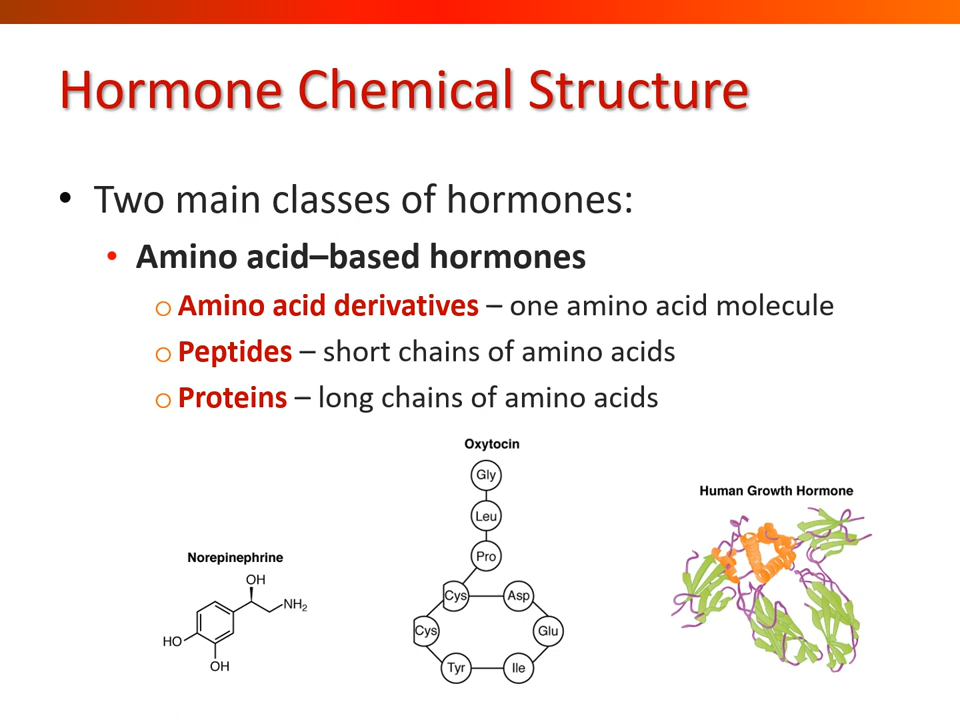 Hormone Chemical Structure
• Two main classes of hormones:
• Amino acid–based hormones
o Amino acid derivatives – one amino acid molecule
o Peptides – short chains of amino acids
o Proteins – long chains of amino acids
Norepinephrine
OH
NH₂
HO
OH
Oxytocin
Gly
Leu
Pro
Cys Asp
Cys Glu
Tyr Ile
Human Growth Hormone